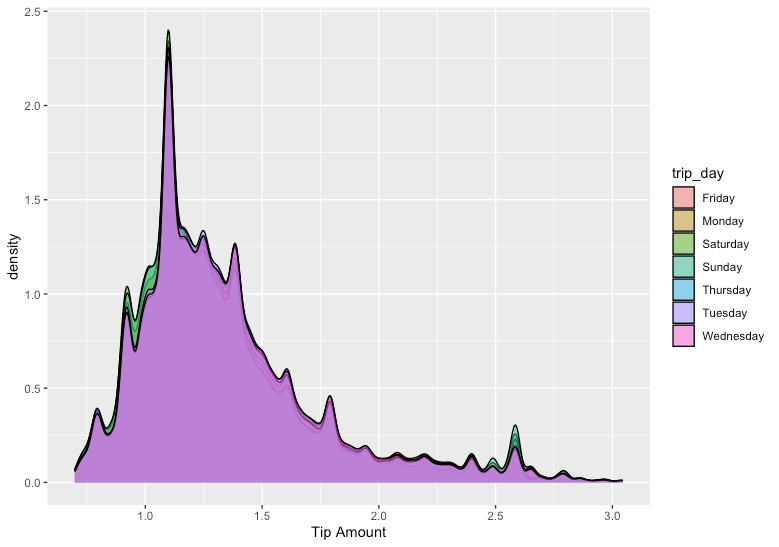 2.5
2.0
1.5
1.0
0.5
0.0
density
1.0 1.5 2.0 2.5 3.0
Tip Amount
trip_day
Friday
Monday
Saturday
Sunday
Thursday
Tuesday
Wednesday